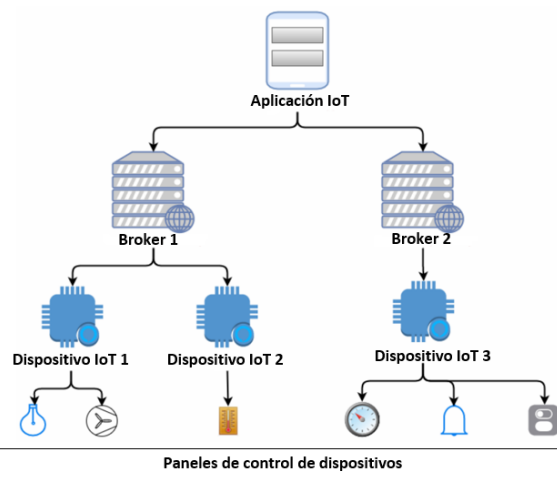 Aplicación IoT
Broker 1
Broker 2
Dispositivo IoT 1
Dispositivo IoT 2
Dispositivo IoT 3
Paneles de control de dispositivos